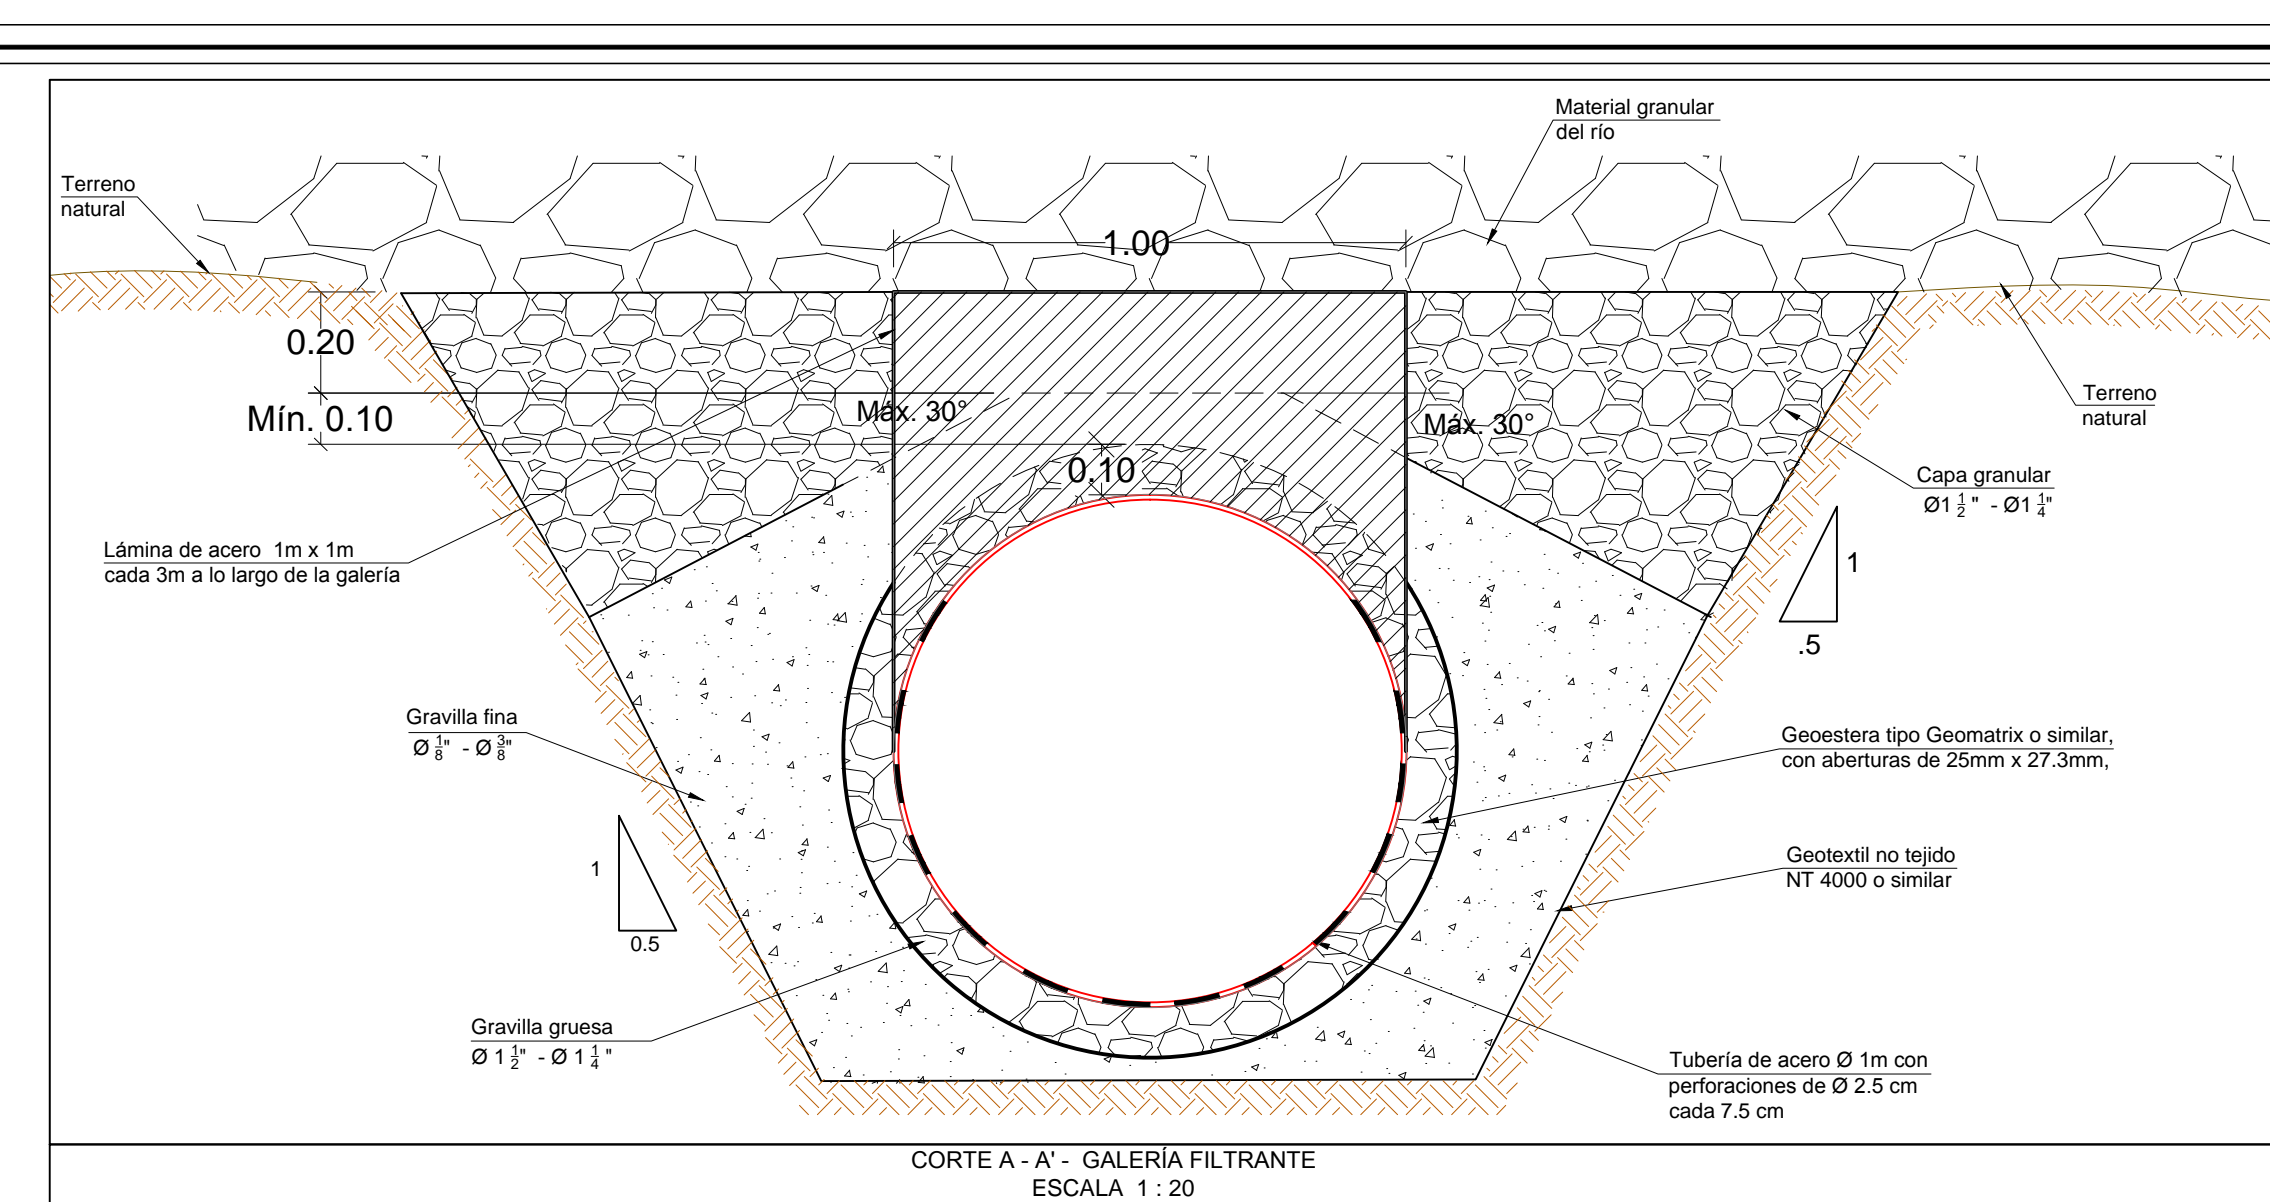 Material granular
del río
Terreno
natural
1.00
0.20
Mín. 0.10
Máx. 30°
Máx. 30°
0.10
Terreno
natural
Capa granular
Ø1 1/2 " - Ø1 1/4"
Lámina de acero 1m x 1m
cada 3m a lo largo de la galería
1
.5
Gravilla fina
Ø 1/8" - Ø 3/8"
Geoestera tipo Geomatrix o similar,
con aberturas de 25mm x 27.3mm,
1
0.5
Geotextil no tejido
NT 4000 o similar
Gravilla gruesa
Ø 1 1/2" - Ø 1 1/4 "
Tubería de acero Ø 1m con
perforaciones de Ø 2.5 cm
cada 7.5 cm
CORTE A - A' - GALERÍA FILTRANTE
ESCALA 1 : 20